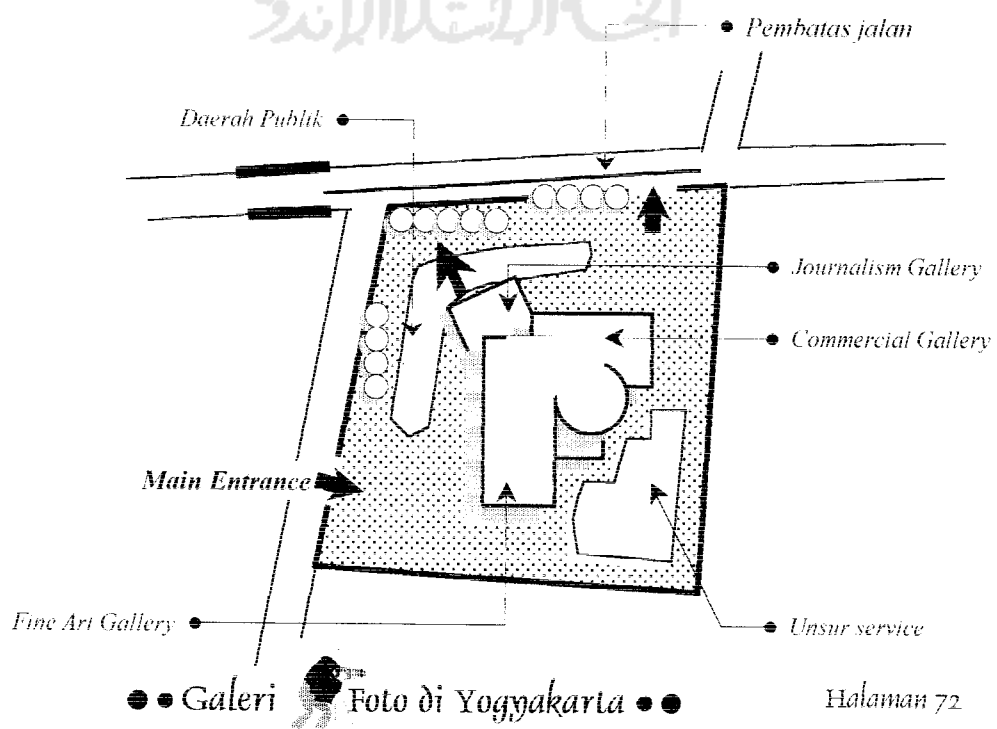 Pembatas jalan
Daerah Publik
Journalism Gallery
Commercial Gallery
Main Entrance
Fine Art Gallery
Unsur service
Galeri Foto di Yogyakarta
Halaman 72